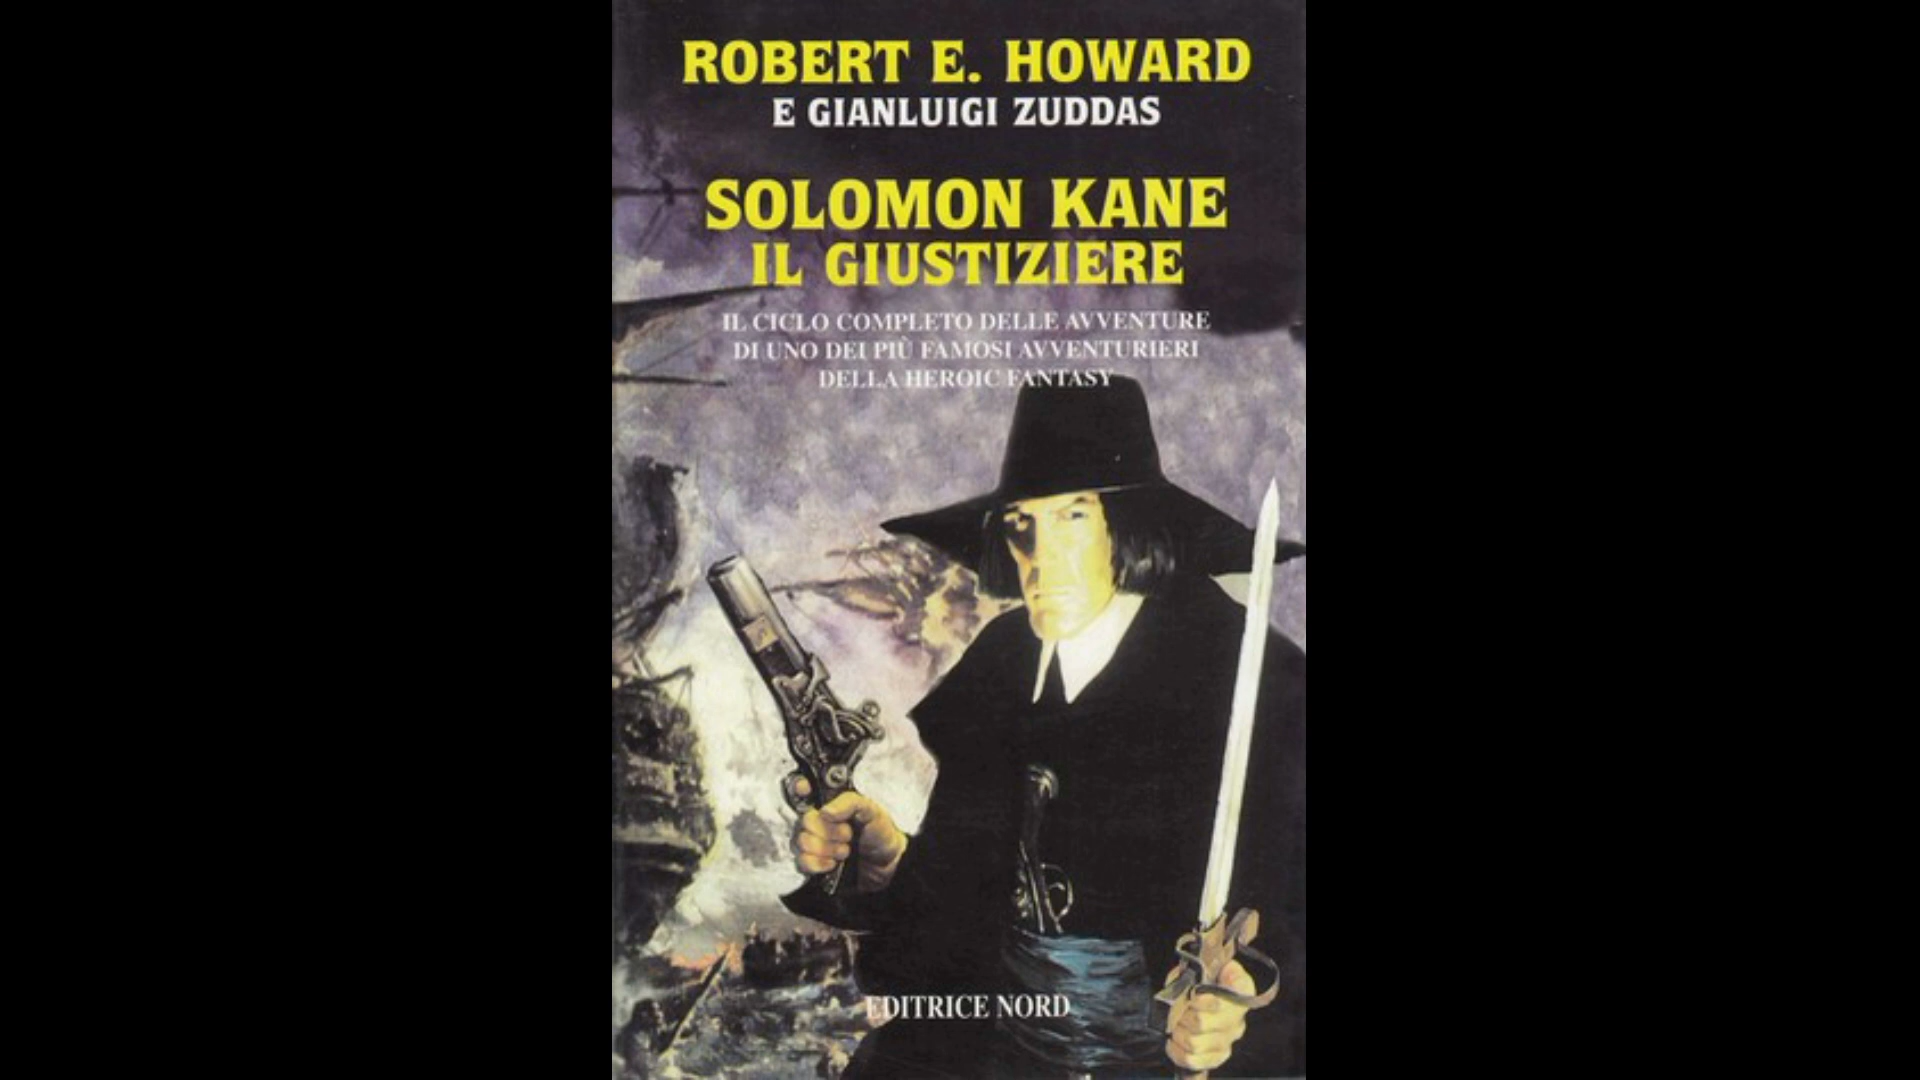 ROBERT E. HOWARD
E GIANLUIGI ZUDDAS
SOLOMON KANE
IL GIUSTIZIERE
IL CICLO COMPLETO DELLE AVVENTURE
DI UNO DEI PIÙ FAMOSI AVVENTURIERI
DELLA HEROIC FANTASY
EDITRICE NORD